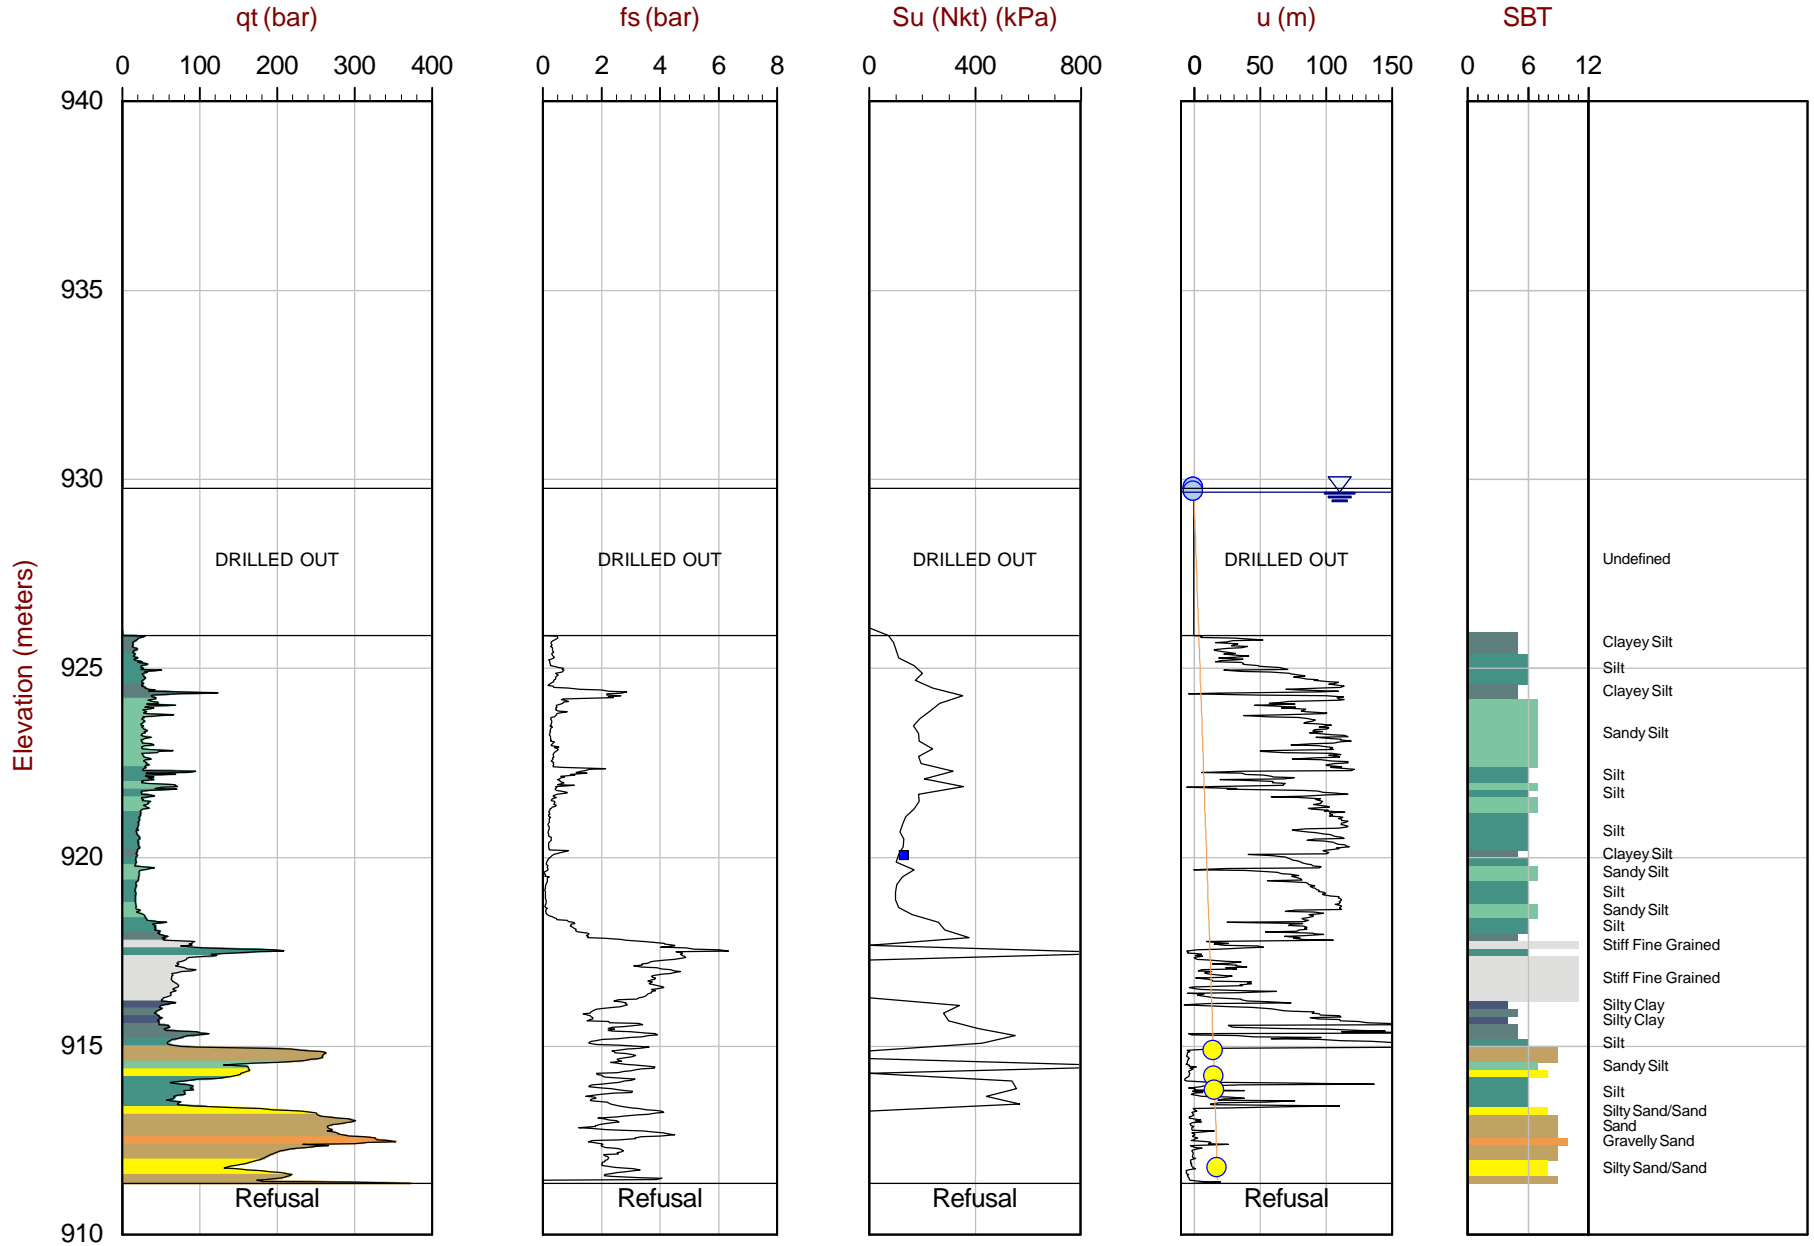 qt (bar) fs (bar) Su (Nkt) (kPa) u (m) SBT
0 100 200 300 400 0 2 4 6 8 0 400 800 0 50 100 150 0 6 12
940
935
930
DRILLED OUT DRILLED OUT DRILLED OUT DRILLED OUT Undefined
Elevation (meters)
Clayey Silt
925 Silt
Clayey Silt
Sandy Silt
Silt
Silt
Silt
920 Clayey Silt
Sandy Silt
Silt
Sandy Silt
Silt
Stiff Fine Grained
Stiff Fine Grained
Silty Clay
Silty Clay
915 Silt
Sandy Silt
Silt
Silty Sand/Sand
Sand
Gravelly Sand
Silty Sand/Sand
Refusal Refusal Refusal Refusal
910